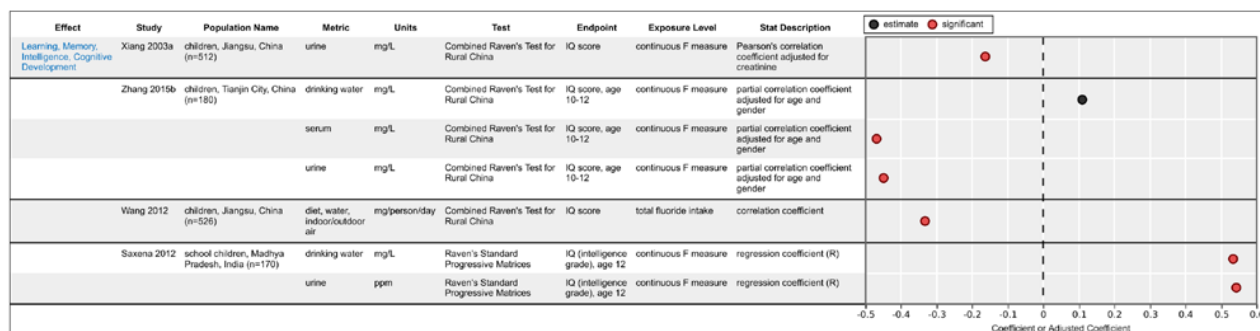 estimate significant
Effect Study Population Name Metric Units Test Endpoint Exposure Level Stat Description
Learning, Memory, Xiang 2003a children, Jiangsu, China urine mg/L Combined Raven's Test for IQ score continuous F measure Pearson's correlation
Intelligence, Cognitive (n=512) Rural China coefficient adjusted for
Development creatinine
Zhang 2015b children, Tianjin City, China drinking water mg/L Combined Raven's Test for IQ score, age continuous F measure partial correlation coefficient
(n=180) Rural China 10-12 adjusted for age and
gender
serum mg/L Combined Raven's Test for IQ score, age continuous F measure partial correlation coefficient
Rural China 10-12 adjusted for age and
gender
urine mg/L Combined Raven's Test for IQ score, age continuous F measure partial correlation coefficient
Rural China 10-12 adjusted for age and
gender
Wang 2012 children, Jiangsu, China diet, water, mg/person/day Combined Raven's Test for IQ score total fluoride intake correlation coefficient
(n=526) indoor/outdoor Rural China
air
Saxena 2012 school children, Madhya drinking water mg/L Raven's Standard IQ (intelligence continuous F measure regression coefficient (R)
Pradesh, India (n=170) Progressive Matrices grade), age 12
urine ppm Raven's Standard IQ (intelligence continuous F measure regression coefficient (R)
Progressive Matrices grade), age 12
-0.5 -0.4 -0.3 -0.2 -0.1 0 0.1 0.2 0.3 0.4 0.5
Coefficient or Adjusted Coefficient